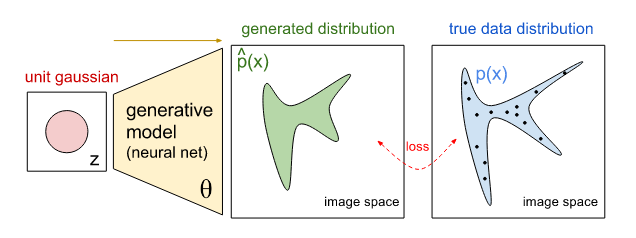 unit gaussian
z
generative
model
(neural net)
θ
generated distribution
p̂(x)
image space
loss
true data distribution
p(x)
image space